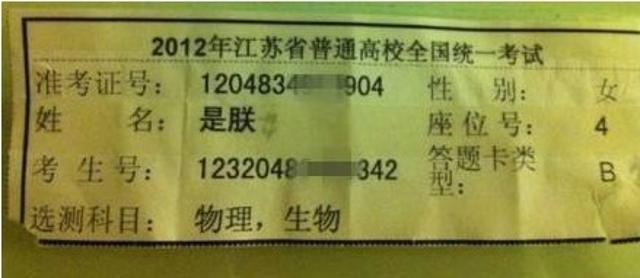 2012年江苏省普通高校全国统一考试
准考证号：1204834 904 性 别： 女
姓 名：是朕 座位号： 4
考 生 号：1232048 342 答题卡类型： B
选测科目：物理，生物